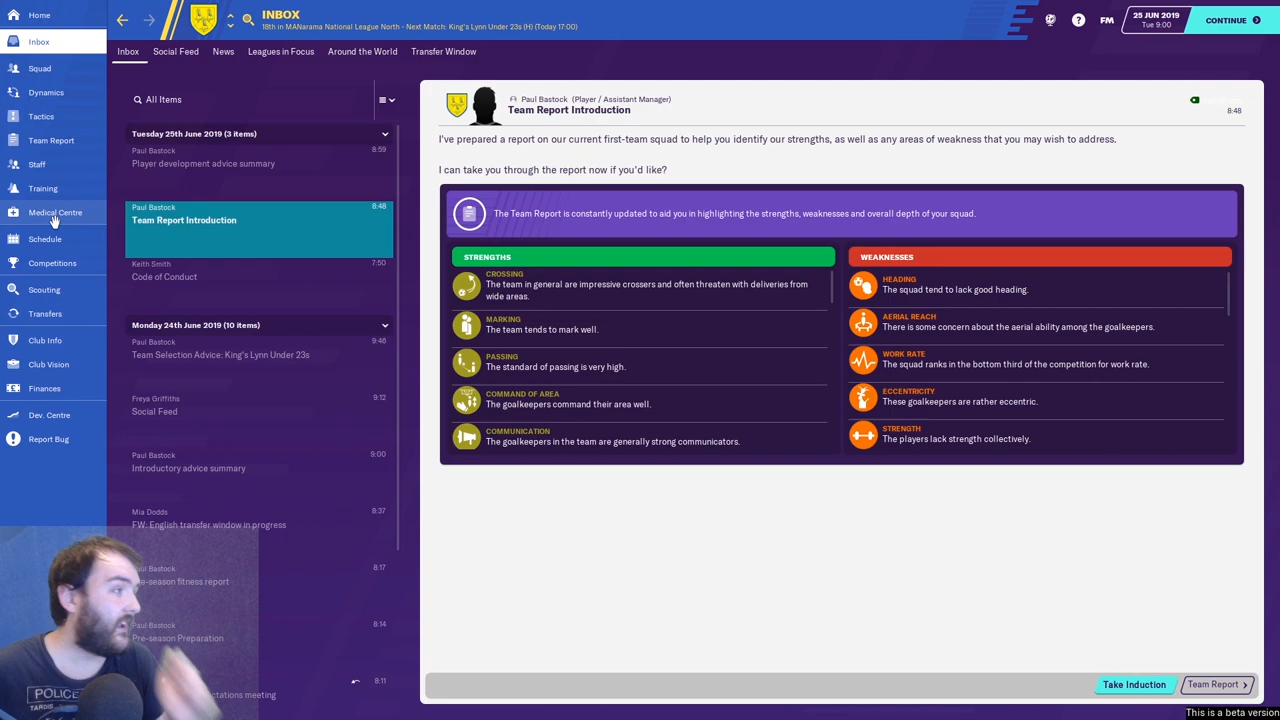 Home
Inbox
Squad
Dynamics
Tactics
Team Report
Staff
Training
Medical Centre
Schedule
Competitions
Scouting
Transfers
Club Info
Club Vision
Finances
Dev. Centre
Report Bug
INBOX
18th in MANarama National League North - Next Match: King's Lynn Under 23s (H) (Today 17:00)
?
FM
25 JUN 2019
Tue 9:00
CONTINUE
Inbox
Social Feed
News
Leagues in Focus
Around the World
Transfer Window
All Items
Tuesday 25th June 2019 (3 items)
Paul Bastock 8:59
Player development advice summary
Paul Bastock 8:48
Team Report Introduction
Keith Smith 7:50
Code of Conduct
Monday 24th June 2019 (10 items)
Paul Bastock 9:46
Team Selection Advice: King's Lynn Under 23s
Freya Griffiths 9:12
Social Feed
Paul Bastock 9:00
Introductory advice summary
Mia Dodds 8:37
FW: English transfer window in progress
Bastock 8:17
-season fitness report
Paul Bastock 8:14
Pre-season Preparation
8:11
meeting
POLICE
TARDIS
Paul Bastock (Player / Assistant Manager)
Team Report Introduction
8:48
I've prepared a report on our current first-team squad to help you identify our strengths, as well as any areas of weakness that you may wish to address.
I can take you through the report now if you'd like?
The Team Report is constantly updated to aid you in highlighting the strengths, weaknesses and overall depth of your squad.
STRENGTHS
CROSSING
The team in general are impressive crossers and often threaten with deliveries from
wide areas.
MARKING
The team tends to mark well.
PASSING
The standard of passing is very high.
COMMAND OF AREA
The goalkeepers command their area well.
COMMUNICATION
The goalkeepers in the team are generally strong communicators.
WEAKNESSES
HEADING
The squad tend to lack good heading.
AERIAL REACH
There is some concern about the aerial ability among the goalkeepers.
WORK RATE
The squad ranks in the bottom third of the competition for work rate.
ECCENTRICITY
These goalkeepers are rather eccentric.
STRENGTH
The players lack strength collectively.
Take Induction
Team Report
This is a beta version